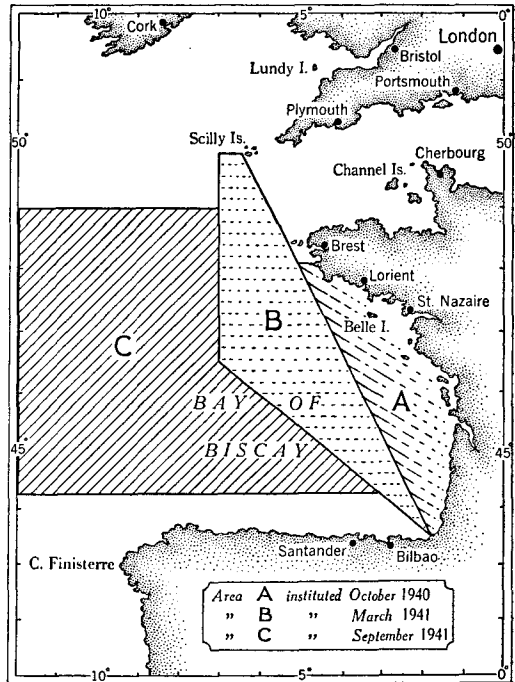 10°
5°
0°
Cork
London
Bristol
Lundy I.
Portsmouth
Plymouth
50°
Scilly Is.
50°
Cherbourg
Channel Is.
Brest
Lorient
St. Nazaire
B
Belle I.
C
A
BAY OF
BISCAY
45°
45°
Santander
Bilbao
C. Finisterre
Area A instituted October 1940
„ B „ March 1941
„ C „ September 1941
10°
5°
0°